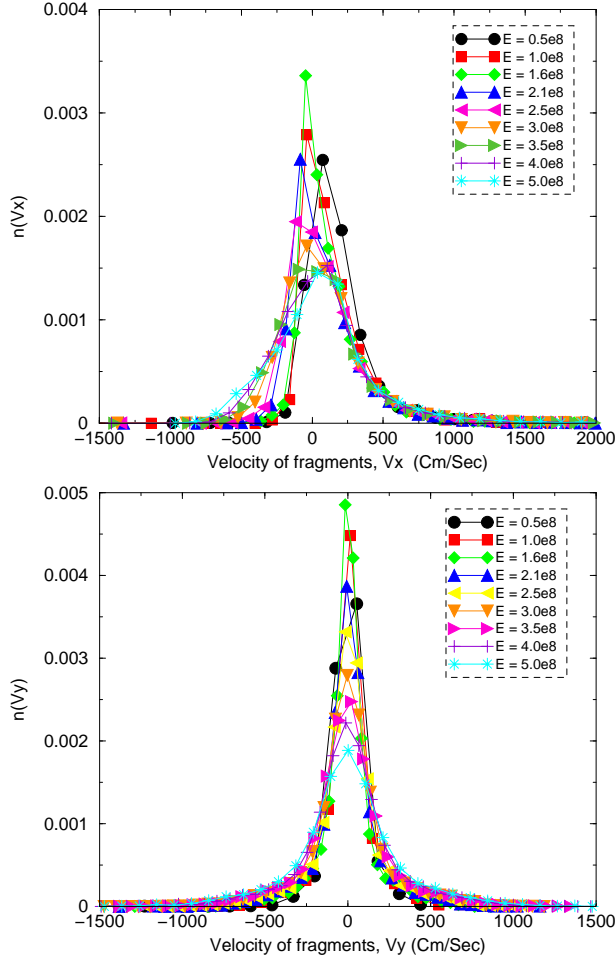 0.004
0.003
0.002
0.001
0
n(Vx)
−1500 −1000 −500 0 500 1000 1500 2000
Velocity of fragments, Vx (Cm/Sec)
E = 0.5e8
E = 1.0e8
E = 1.6e8
E = 2.1e8
E = 2.5e8
E = 3.0e8
E = 3.5e8
E = 4.0e8
E = 5.0e8
0.005
0.004
0.003
0.002
0.001
0
n(Vy)
−1500 −1000 −500 0 500 1000 1500
Velocity of fragments, Vy (Cm/Sec)
E = 0.5e8
E = 1.0e8
E = 1.6e8
E = 2.1e8
E = 2.5e8
E = 3.0e8
E = 3.5e8
E = 4.0e8
E = 5.0e8